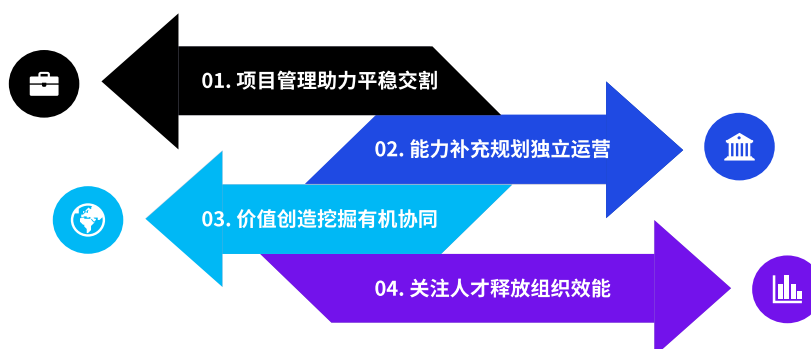 01. 项目管理助力平稳交割
02. 能力补充规划独立运营
03. 价值创造挖掘有机协同
04. 关注人才释放组织效能